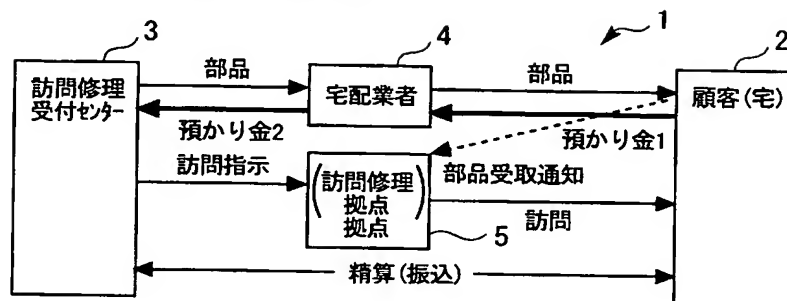 1
3
4
2
訪問修理
受付センター
部品
宅配業者
部品
顧客(宅)
預かり金2
預かり金1
訪問指示
訪問修理
拠点
拠点
部品受取通知
訪問
5
精算(振込)